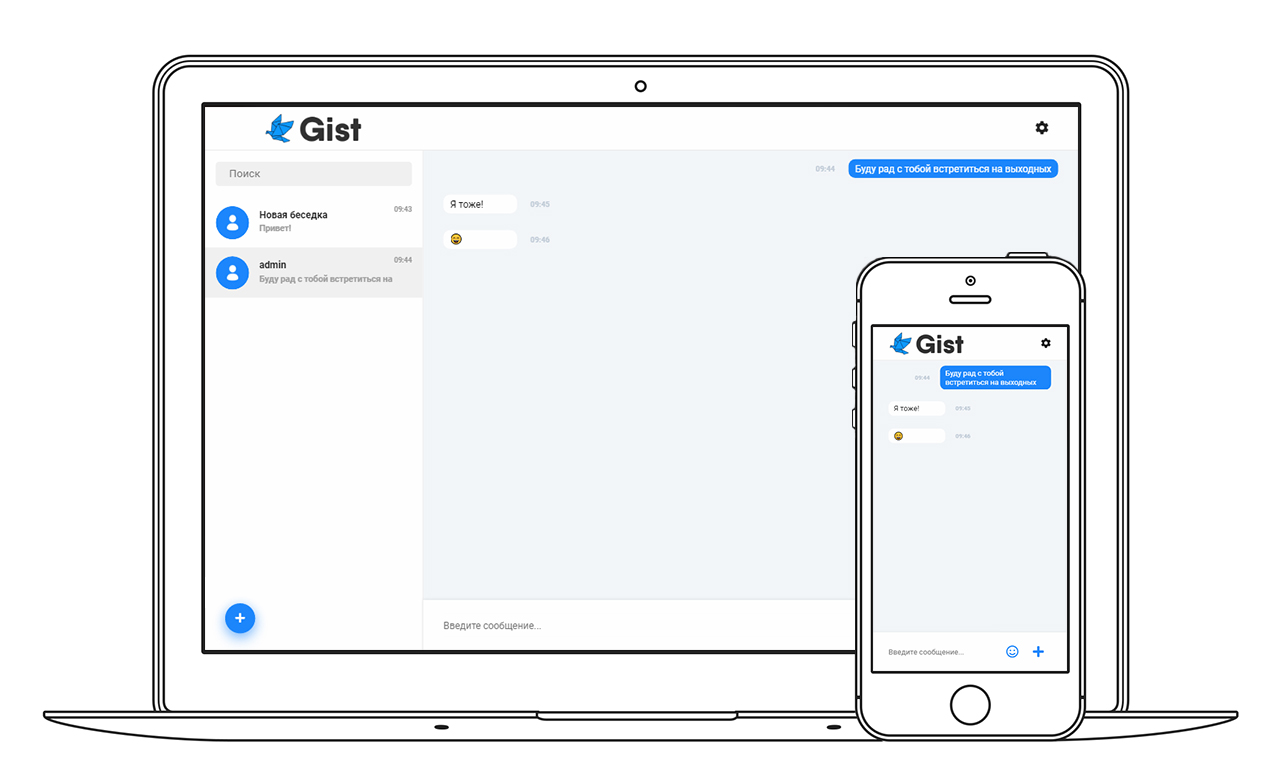 Gist
Поиск
Новая беседка
09:43
Привет!
admin
09:44
Буду рад с тобой встретиться на
09:44
Буду рад с тобой встретиться на выходных
Я тоже!
09:45
09:46
Введите сообщение...
Gist
09:44
Буду рад с тобой
встретиться на выходных
Я тоже!
09:45
09:46
Введите сообщение...